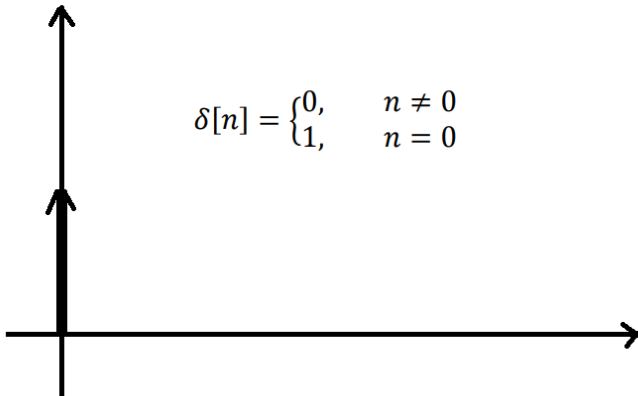 δ[n] = {0, n ≠ 0
1, n = 0